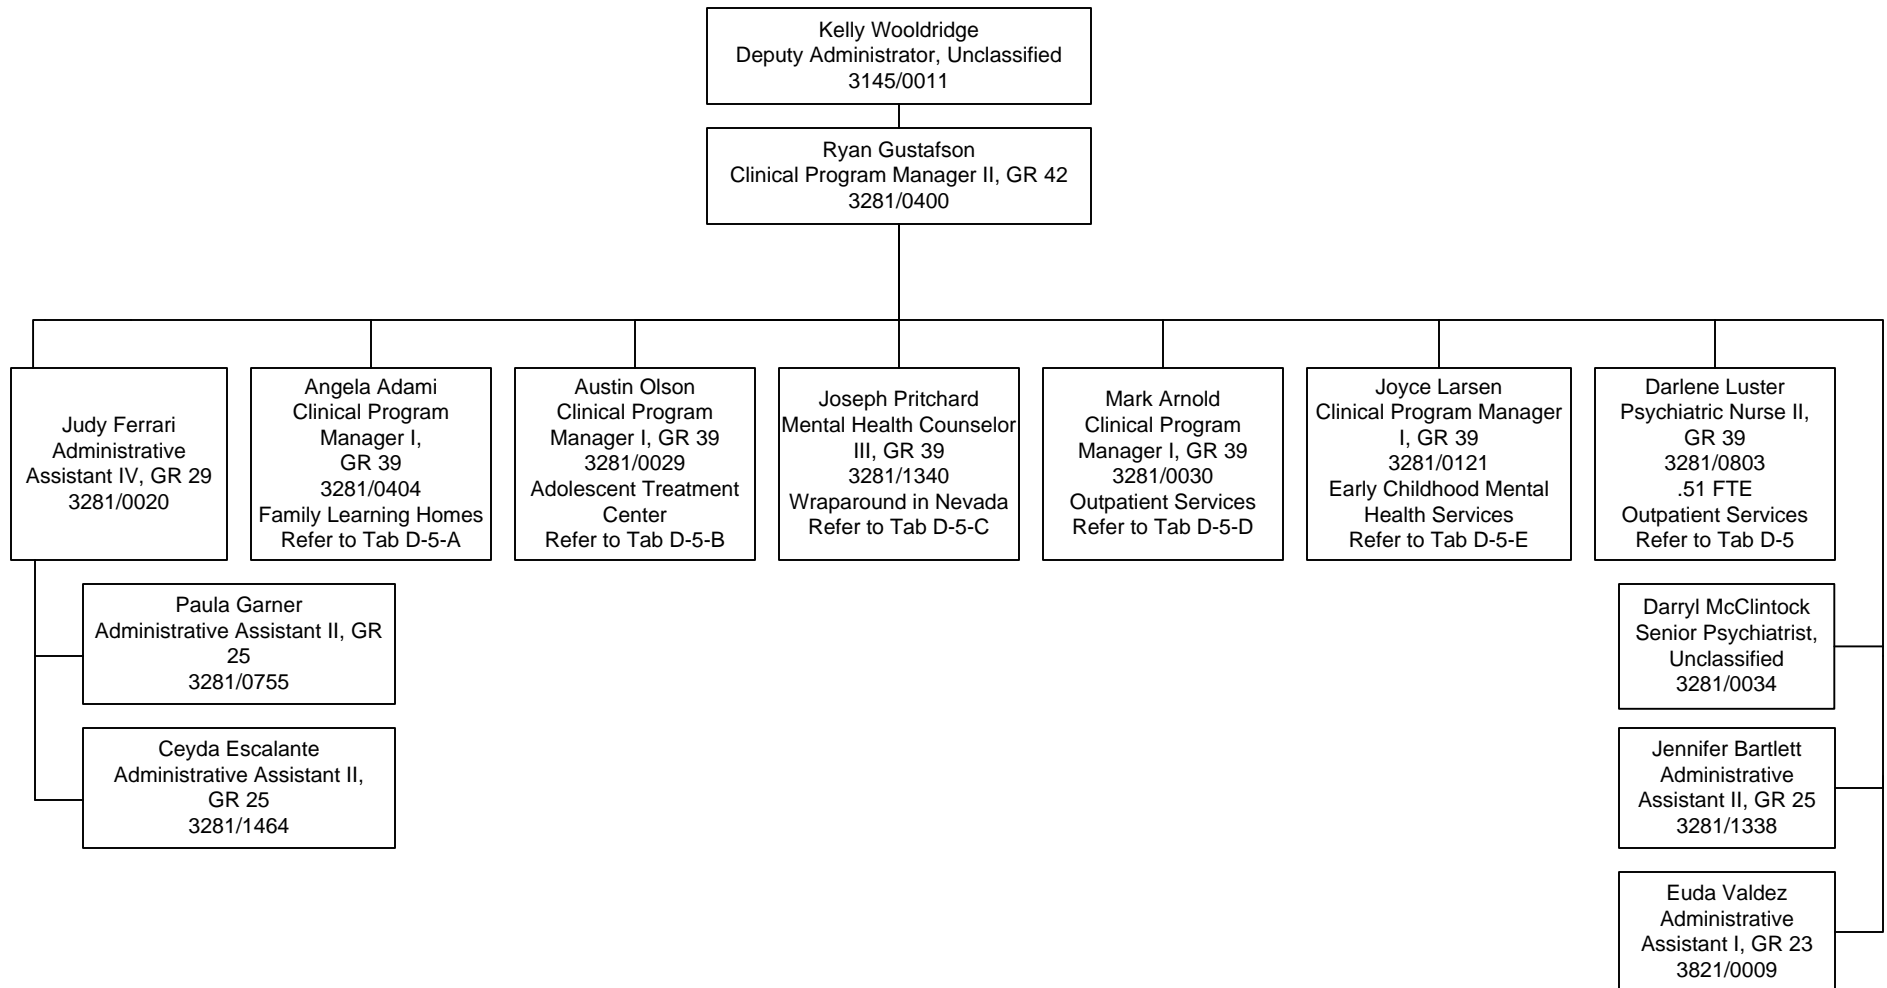 Kelly Wooldridge
Deputy Administrator, Unclassified
3145/0011
Ryan Gustafson
Clinical Program Manager II, GR 42
3281/0400
Judy Ferrari
Administrative
Assistant IV, GR 29
3281/0020
Angela Adami
Clinical Program
Manager I,
GR 39
3281/0404
Family Learning Homes
Refer to Tab D-5-A
Austin Olson
Clinical Program
Manager I, GR 39
3281/0029
Adolescent Treatment
Center
Refer to Tab D-5-B
Joseph Pritchard
Mental Health Counselor
III, GR 39
3281/1340
Wraparound in Nevada
Refer to Tab D-5-C
Mark Arnold
Clinical Program
Manager I, GR 39
3281/0030
Outpatient Services
Refer to Tab D-5-D
Joyce Larsen
Clinical Program Manager
I, GR 39
3281/0121
Early Childhood Mental
Health Services
Refer to Tab D-5-E
Darlene Luster
Psychiatric Nurse II,
GR 39
3281/0803
.51 FTE
Outpatient Services
Refer to Tab D-5
Paula Garner
Administrative Assistant II, GR
25
3281/0755
Ceyda Escalante
Administrative Assistant II,
GR 25
3281/1464
Darryl McClintock
Senior Psychiatrist,
Unclassified
3281/0034
Jennifer Bartlett
Administrative
Assistant II, GR 25
3281/1338
Euda Valdez
Administrative
Assistant I, GR 23
3821/0009